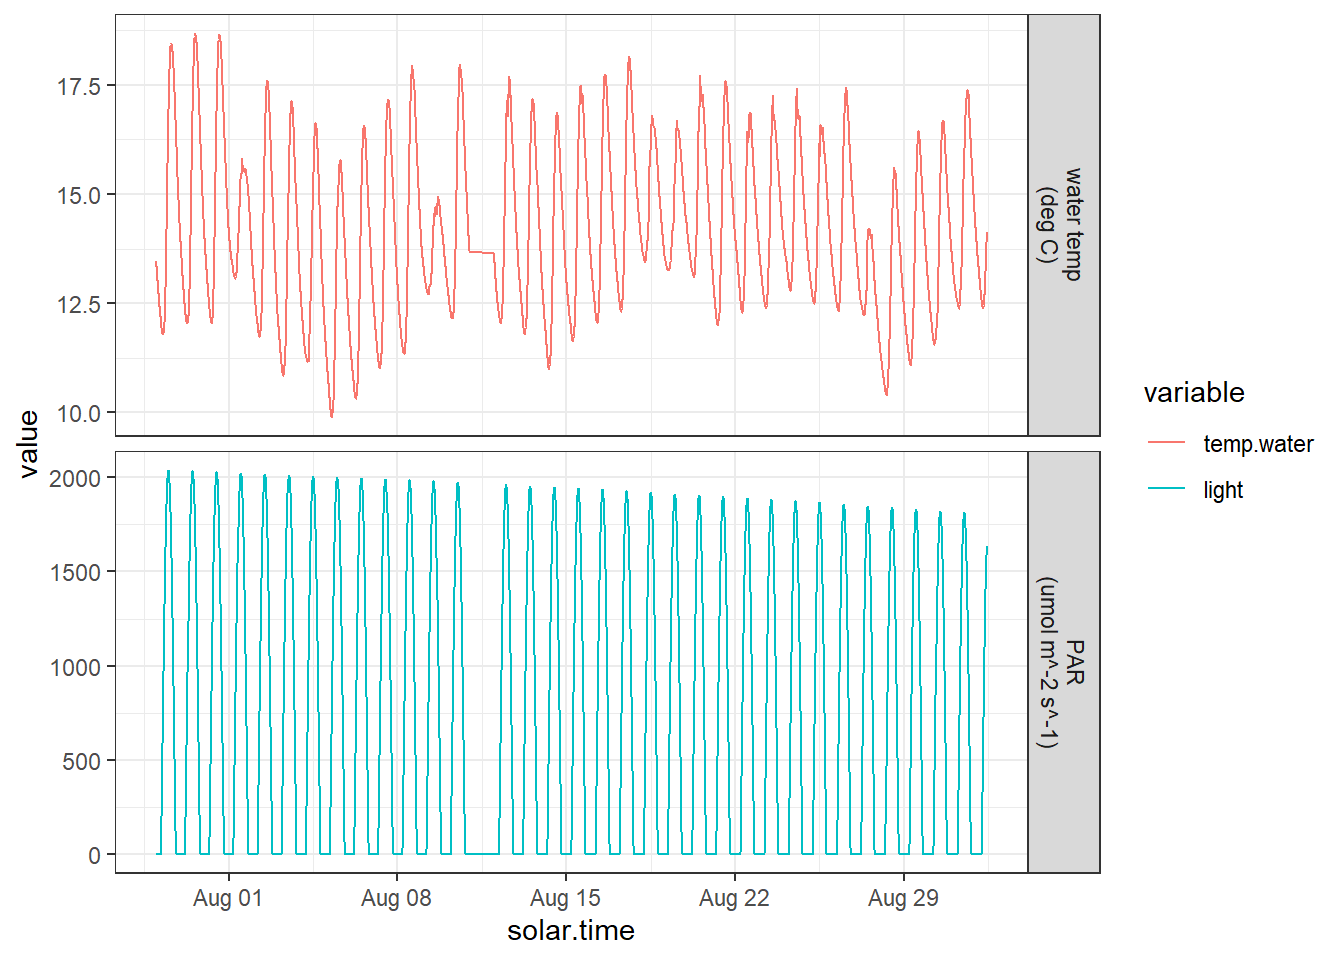 17.5
15.0
12.5
10.0
water temp
(deg C)
value
2000
1500
1000
500
0
PAR
(umol m^-2 s^-1)
Aug 01
Aug 08
Aug 15
Aug 22
Aug 29
solar.time
variable
temp.water
light